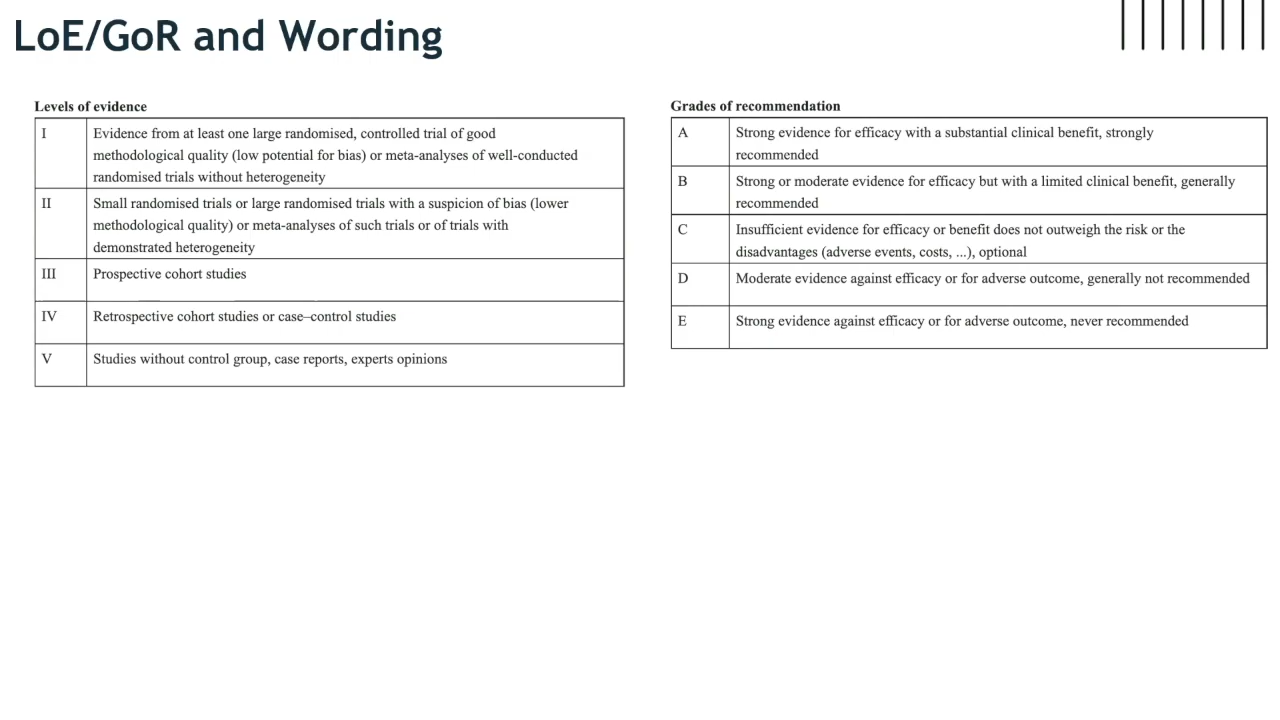 LoE/GoR and Wording
Levels of evidence
I
Evidence from at least one large randomised, controlled trial of good
methodological quality (low potential for bias) or meta-analyses of well-conducted
randomised trials without heterogeneity
II
Small randomised trials or large randomised trials with a suspicion of bias (lower
methodological quality) or meta-analyses of such trials or of trials with
demonstrated heterogeneity
III
Prospective cohort studies
IV
Retrospective cohort studies or case–control studies
V
Studies without control group, case reports, experts opinions
Grades of recommendation
A
Strong evidence for efficacy with a substantial clinical benefit, strongly
recommended
B
Strong or moderate evidence for efficacy but with a limited clinical benefit, generally
recommended
C
Insufficient evidence for efficacy or benefit does not outweigh the risk or the
disadvantages (adverse events, costs, ...), optional
D
Moderate evidence against efficacy or for adverse outcome, generally not recommended
E
Strong evidence against efficacy or for adverse outcome, never recommended